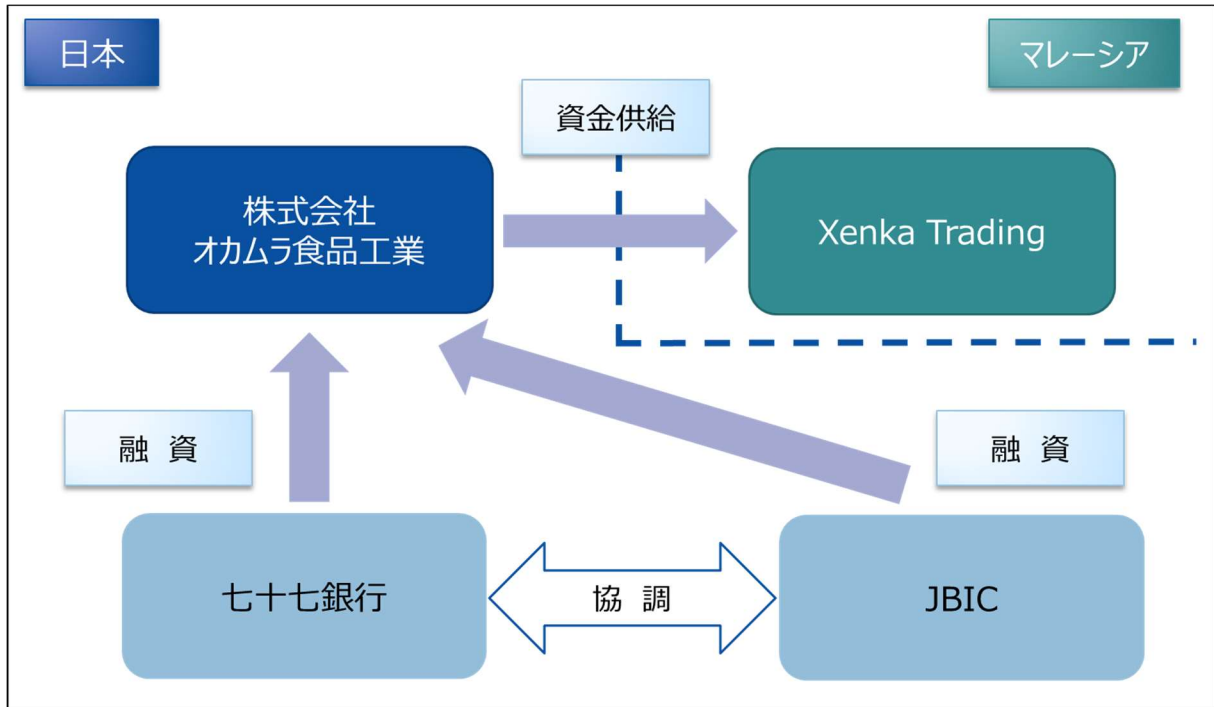 日本
マレーシア
資金供給
株式会社
オカムラ食品工業
Xenka Trading
融 資
融 資
七十七銀行
協 調
JBIC